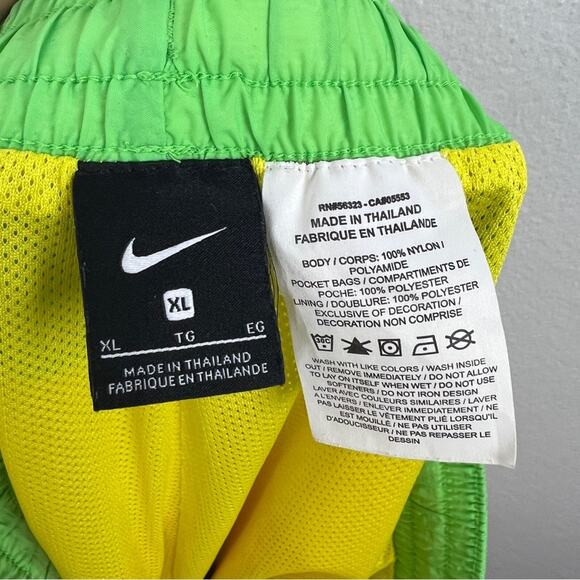 XL
XL TG EG
MADE IN THAILAND
FABRIQUÉ EN THAÏLANDE
RN#56323 - CA#05553
MADE IN THAILAND
FABRIQUE EN THAILANDE
BODY / CORPS: 100% NYLON /
POLYAMIDE
POCKET BAGS / COMPARTIMENTS DE
POCHE: 100% POLYESTER
LINING / DOUBLURE: 100% POLYESTER
EXCLUSIVE OF DECORATION /
DECORATION NON COMPRISE
30C
WASH WITH LIKE COLORS / WASH INSIDE
OUT / REMOVE IMMEDIATELY / DO NOT ALLOW
TO LAY ON ITSELF WHEN WET / DO NOT USE
SOFTENERS / DO NOT IRON DESIGN
LAVER AVEC COULEURS SIMILAIRES / LAVER
A L'ENVERS / ENLEVER IMMEDIATEMENT / NE
PAS LAISSER LE VÊTEMENT PLIÉ LORSQU'IL
EST MOUILLÉ / NE PAS UTILISER
D'ADOUCISSEUR / NE PAS REPASSER LE
DESSIN